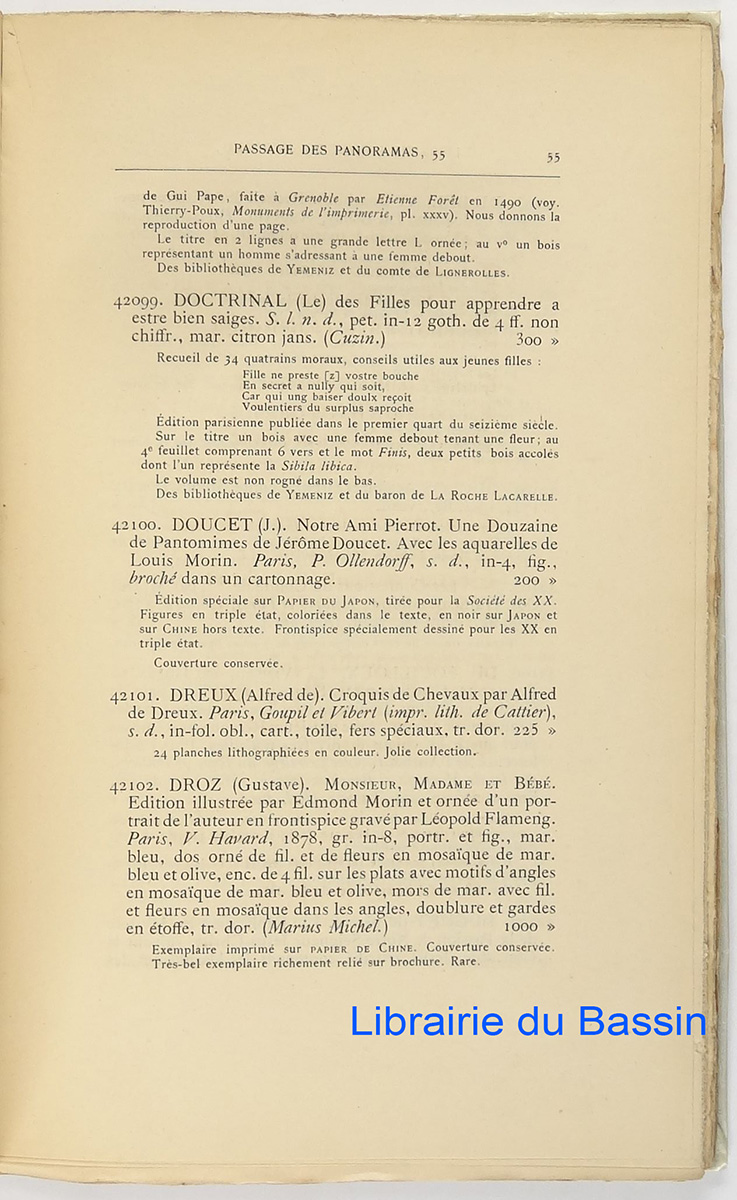 PASSAGE DES PANORAMAS, 55 55
de Gui Pape, faite à Grenoble par Etienne Forêt en 1490 (voy.
Thierry-Poux, Monuments de l'imprimerie, pl. XXXV). Nous donnons la
reproduction d'une page.
Le titre en 2 lignes a une grande lettre L ornée; au v° un bois
représentant un homme s'adressant à une femme debout.
Des bibliothèques de YEMENIZ et du comte de LIGNEROLLES.
42099. DOCTRINAL (Le) des Filles pour apprendre a
estre bien saiges. S. l. n. d., pet. in-12 goth. de 4 ff. non
chiffr., mar. citron jans. (Cuzin.) 300 »
Recueil de 34 quatrains moraux, conseils utiles aux jeunes filles :
Fille ne preste [z] vostre bouche
En secret a nully qui soit,
Car qui ung baiser doulx reçoit
Voulentiers du surplus saproche
Édition parisienne publiée dans le premier quart du seizième siècle.
Sur le titre un bois avec une femme debout tenant une fleur; au
4e feuillet comprenant 6 vers et le mot Finis, deux petits bois accolés
dont l'un représente la Sibila libica.
Le volume est non rogné dans le bas.
Des bibliothèques de YEMENIZ et du baron de LA ROCHE LACARELLE.
42100. DOUCET (J.). Notre Ami Pierrot. Une Douzaine
de Pantomimes de Jérôme Doucet. Avec les aquarelles de
Louis Morin. Paris, P. Ollendorff, s. d., in-4, fig.,
broché dans un cartonnage. 200 »
Édition spéciale sur PAPIER DU JAPON, tirée pour la Société des XX.
Figures en triple état, coloriées dans le texte, en noir sur JAPON et
sur CHINE hors texte. Frontispice spécialement dessiné pour les XX en
triple état.
Couverture conservée.
42101. DREUX (Alfred de). Croquis de Chevaux par Alfred
de Dreux. Paris, Goupil et Vibert (impr. lith. de Cattier),
s. d., in-fol. obl., cart., toile, fers spéciaux, tr. dor. 225 »
24 planches lithographiées en couleur. Jolie collection.
42102. DROZ (Gustave). MONSIEUR, MADAME ET BÉBÉ.
Edition illustrée par Edmond Morin et ornée d'un por-
trait de l'auteur en frontispice gravé par Léopold Flameng.
Paris, V. Havard, 1878, gr. in-8, portr. et fig., mar.
bleu, dos orné de fil. et de fleurs en mosaïque de mar.
bleu et olive, enc. de 4 fil. sur les plats avec motifs d'angles
en mosaïque de mar. bleu et olive, mors de mar. avec fil.
et fleurs en mosaïque dans les angles, doublure et gardes
en étoffe, tr. dor. (Marius Michel.) 1000 »
Exemplaire imprimé sur PAPIER DE CHINE. Couverture conservée.
Très-bel exemplaire richement relié sur brochure. Rare.
Librairie du Bassin